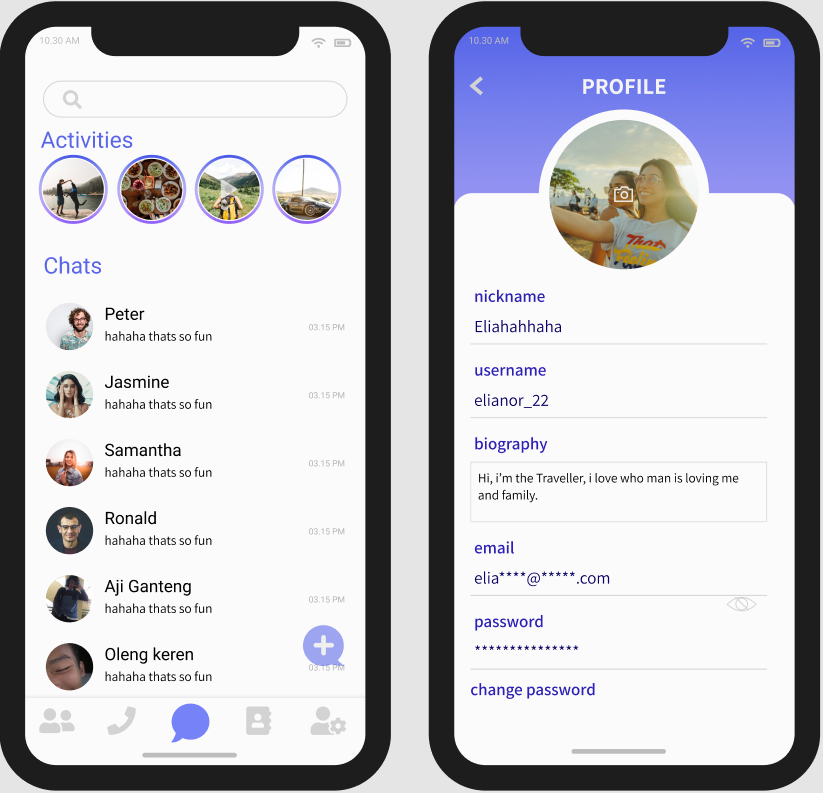 10.30 AM
Activities
Chats
Peter
hahaha thats so fun
03.15 PM
Jasmine
hahaha thats so fun
03.15 PM
Samantha
hahaha thats so fun
03.15 PM
Ronald
hahaha thats so fun
03.15 PM
Aji Ganteng
hahaha thats so fun
03.15 PM
Oleng keren
hahaha thats so fun
03.15 PM
10.30 AM
PROFILE
nickname
Eliahahhaha
username
elianor_22
biography
Hi, i'm the Traveller, i love who man is loving me
and family.
email
elia****@*****.com
password
***************
change password